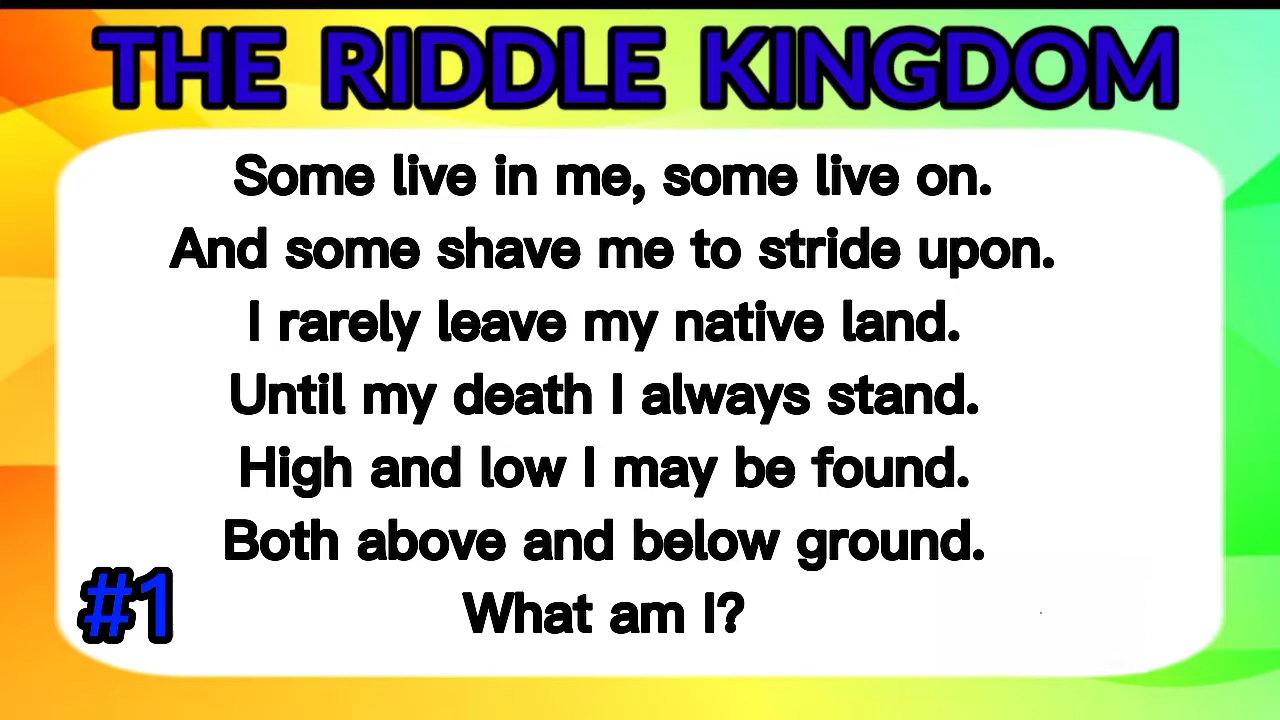 THE RIDDLE KINGDOM
Some live in me, some live on.
And some shave me to stride upon.
I rarely leave my native land.
Until my death I always stand.
High and low I may be found.
Both above and below ground.
What am I?
#1